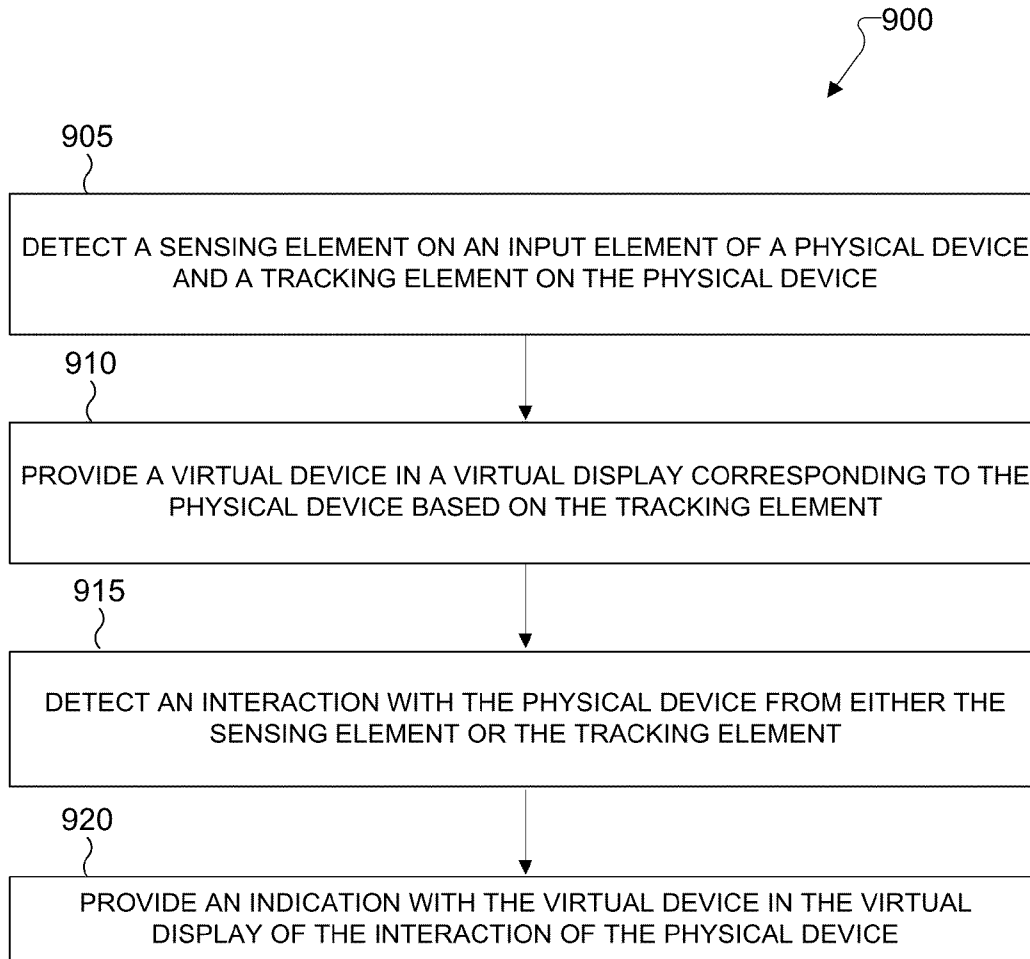 900
905
DETECT A SENSING ELEMENT ON AN INPUT ELEMENT OF A PHYSICAL DEVICE
AND A TRACKING ELEMENT ON THE PHYSICAL DEVICE
910
PROVIDE A VIRTUAL DEVICE IN A VIRTUAL DISPLAY CORRESPONDING TO THE
PHYSICAL DEVICE BASED ON THE TRACKING ELEMENT
915
DETECT AN INTERACTION WITH THE PHYSICAL DEVICE FROM EITHER THE
SENSING ELEMENT OR THE TRACKING ELEMENT
920
PROVIDE AN INDICATION WITH THE VIRTUAL DEVICE IN THE VIRTUAL
DISPLAY OF THE INTERACTION OF THE PHYSICAL DEVICE